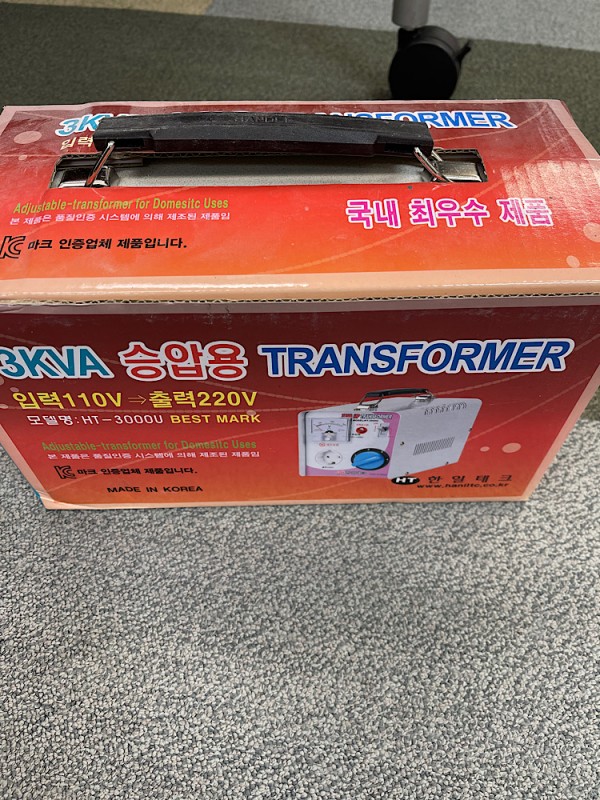 HANDLE
3KVA TRANSFORMER
입력
Adjustable-transformer for Domesitc Uses
본 제품은 품질인증 시스템에 의해 제조된 제품임
국내 최우수 제품
KC 마크 인증업체 제품입니다.
3KVA 승압용 TRANSFORMER
입력110V ⇒ 출력220V
모델명: HT-3000U BEST MARK
Adjustable-transformer for Domesitc Uses
본 제품은 품질인증 시스템에 의해 제조된 제품임
KC 마크 인증업체 제품입니다.
MADE IN KOREA
HT 한일테크
www.haniltc.co.kr